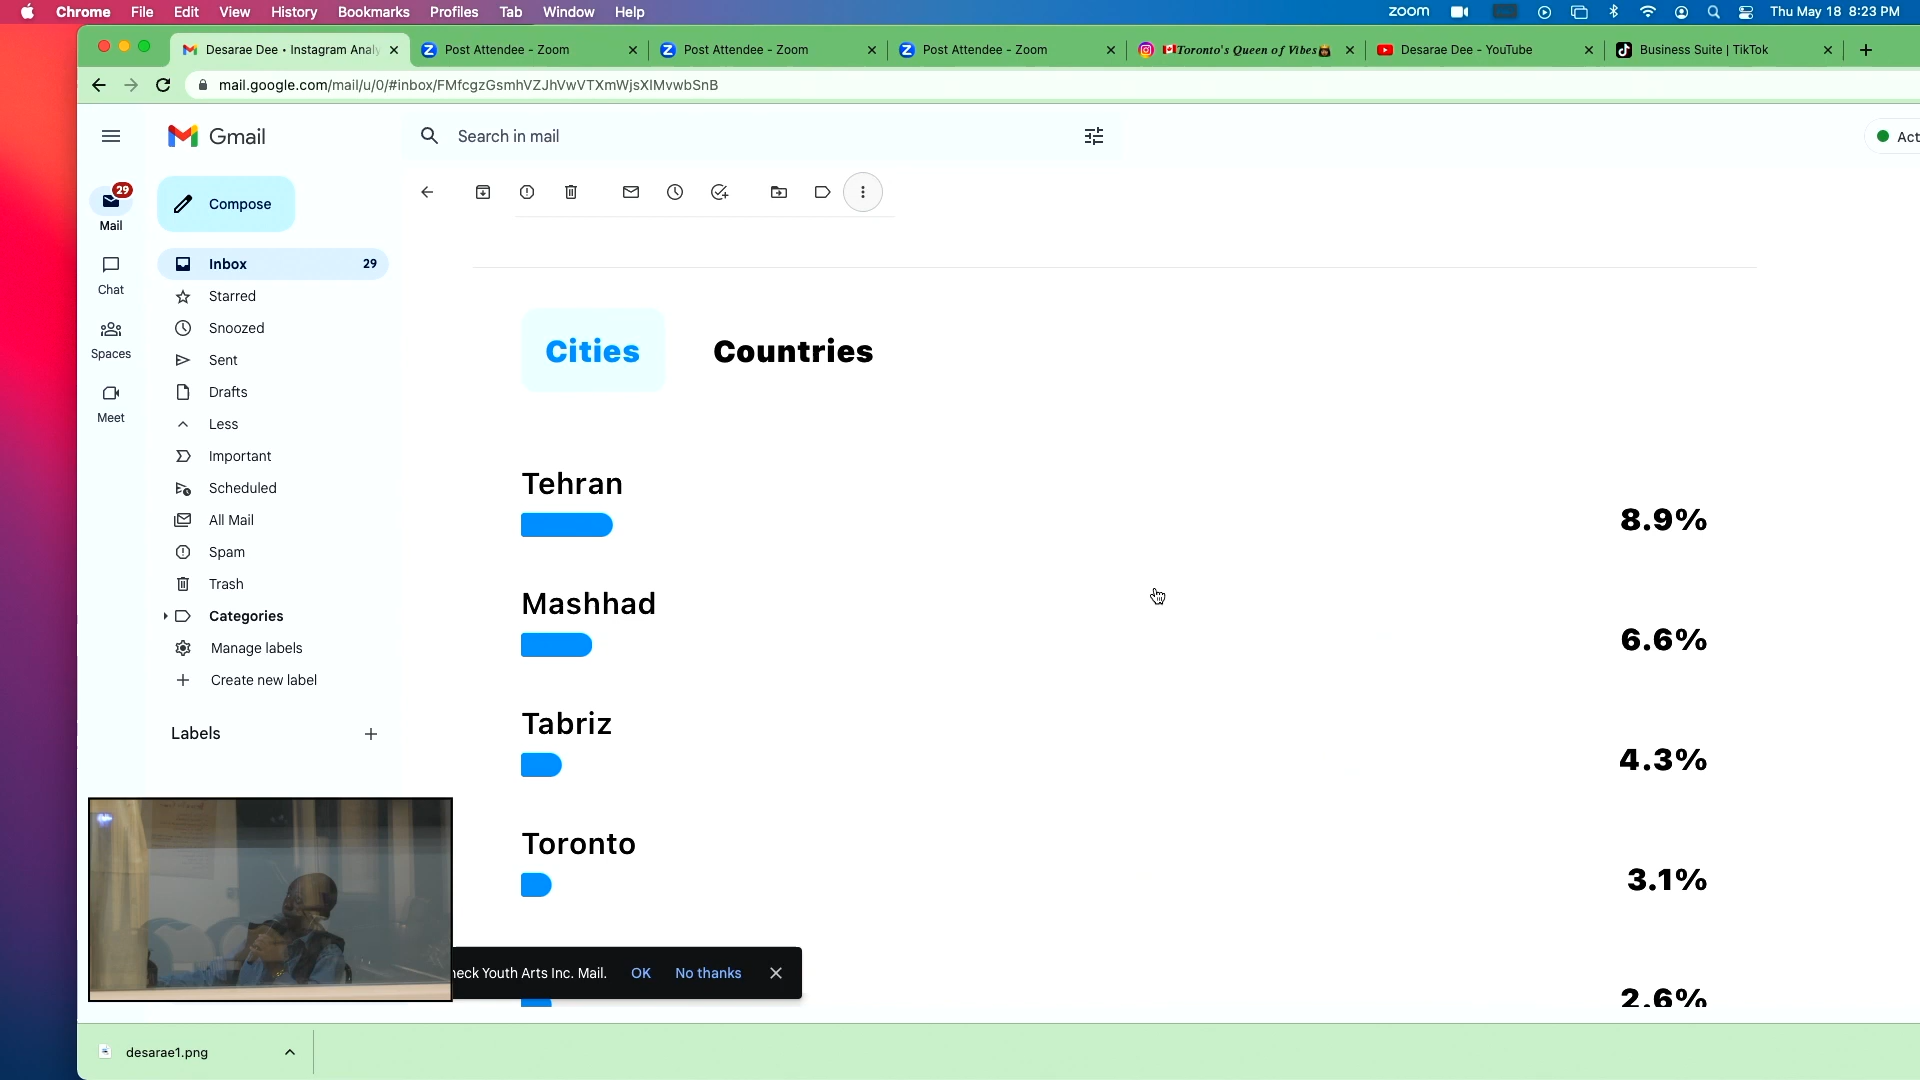 Chrome File Edit View History Bookmarks Profiles Tab Window Help
zoom Thu May 18 8:23 PM
Desarae Dee • Instagram Analy
Post Attendee - Zoom
Post Attendee - Zoom
Post Attendee - Zoom
Toronto's Queen of Vibes
Desarae Dee - YouTube
Business Suite | TikTok
mail.google.com/mail/u/0/#inbox/FMfcgzGsmhVZJhVwVTXmWjsXlMvwbSnB
Gmail
Search in mail
Act
29
Mail
Chat
Spaces
Meet
Compose
Inbox 29
Starred
Snoozed
Sent
Drafts
Less
Important
Scheduled
All Mail
Spam
Trash
Categories
Manage labels
Create new label
Labels
Cities Countries
Tehran
8.9%
Mashhad
6.6%
Tabriz
4.3%
Toronto
3.1%
2.6%
heck Youth Arts Inc. Mail. OK No thanks
desarae1.png